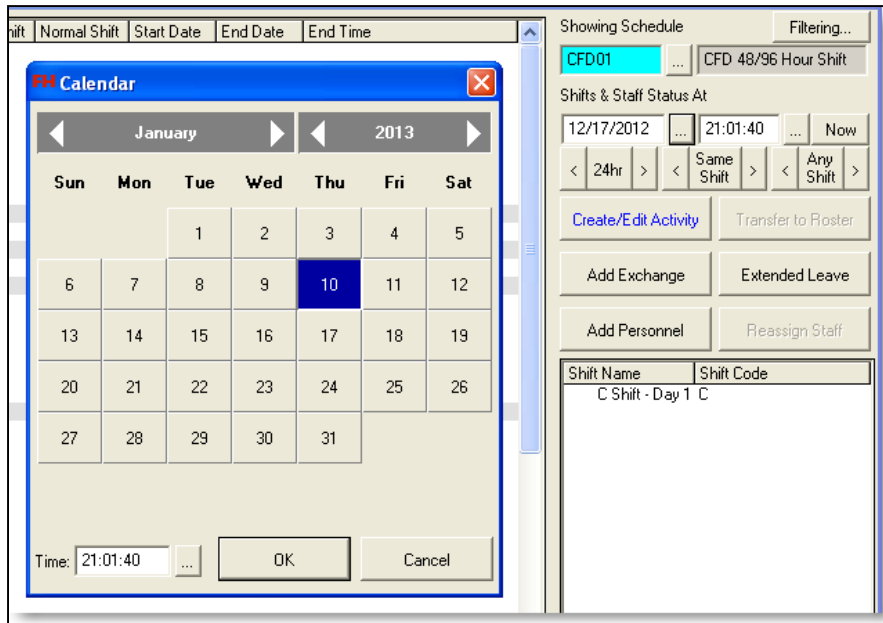 ift Normal Shift Start Date End Date End Time
FH Calendar
January 2013
Sun Mon Tue Wed Thu Fri Sat
1 2 3 4 5
6 7 8 9 10 11 12
13 14 15 16 17 18 19
20 21 22 23 24 25 26
27 28 29 30 31
Time: 21:01:40 ... OK Cancel
Showing Schedule Filtering...
CFD01 ... CFD 48/96 Hour Shift
Shifts & Staff Status At
12/17/2012 ... 21:01:40 ... Now
< 24hr > < Same Shift > < Any Shift >
Create/Edit Activity Transfer to Roster
Add Exchange Extended Leave
Add Personnel Reassign Staff
Shift Name Shift Code
C Shift - Day 1 C